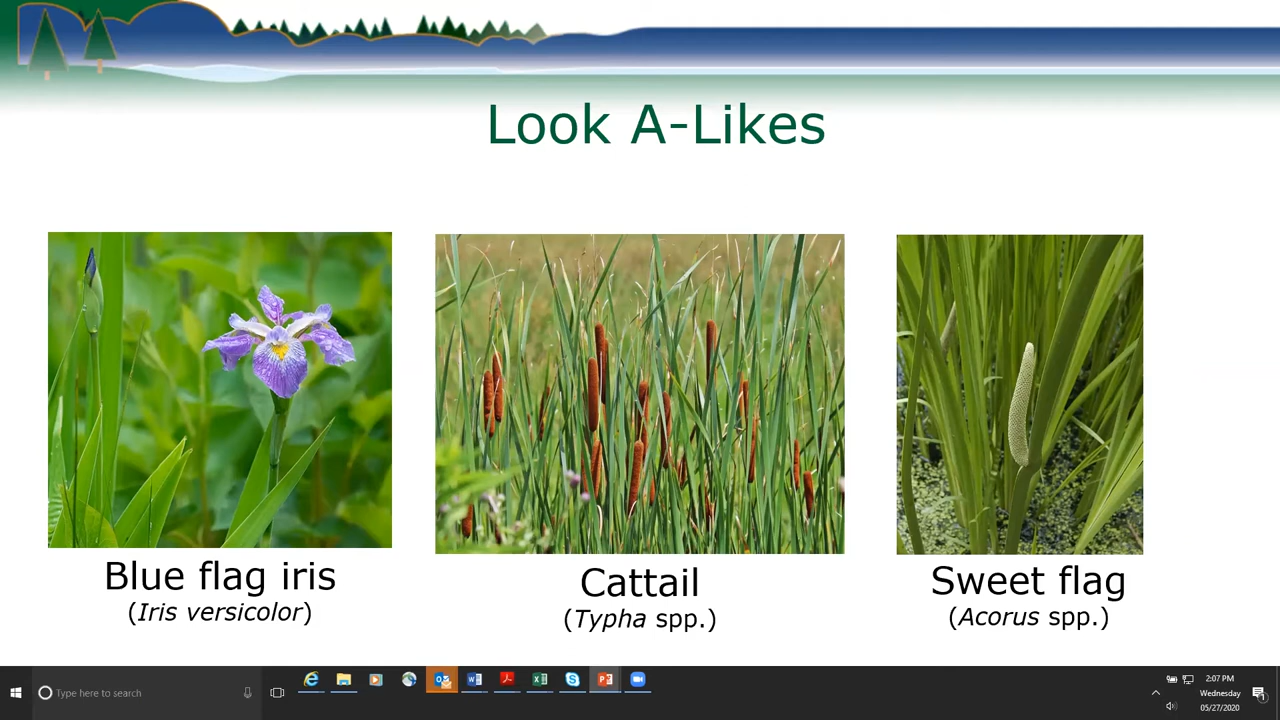 Look A-Likes
Blue flag iris
(Iris versicolor)
Cattail
(Typha spp.)
Sweet flag
(Acorus spp.)
Type here to search
2:07 PM
Wednesday
05/27/2020